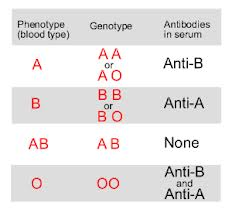 Phenotype Genotype Antibodies
(blood type) in serum
A A
A or Anti-B
A O
B B
B or Anti-A
B O
AB A B None
Anti-B
O OO and
Anti-A